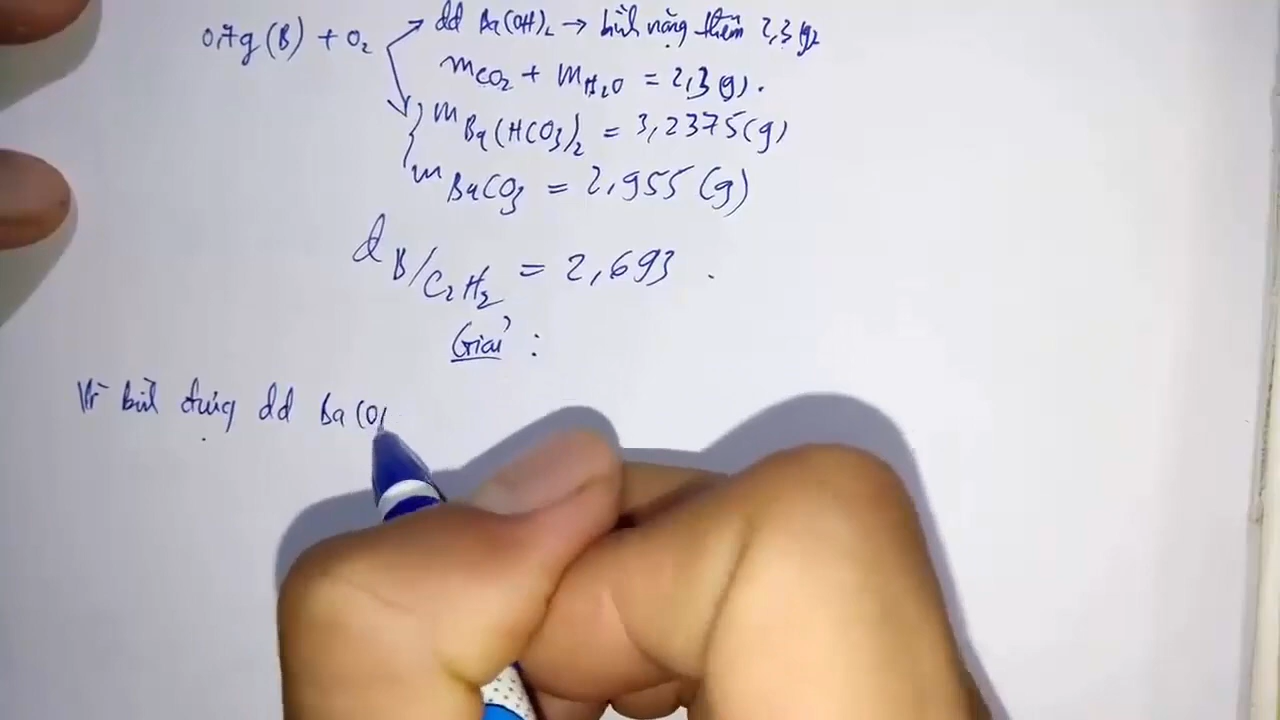 0,7g (B) + O₂ → dd Ba(OH)₂ → bình nặng thêm 2,3 (g)
mCO₂ + mH₂O = 2,3 (g).
mBa(HCO₃)₂ = 3,2375 (g)
mBaCO₃ = 2,955 (g)
dB/C₂H₂ = 2,693.
Giải:
Vì bình đựng dd Ba(O